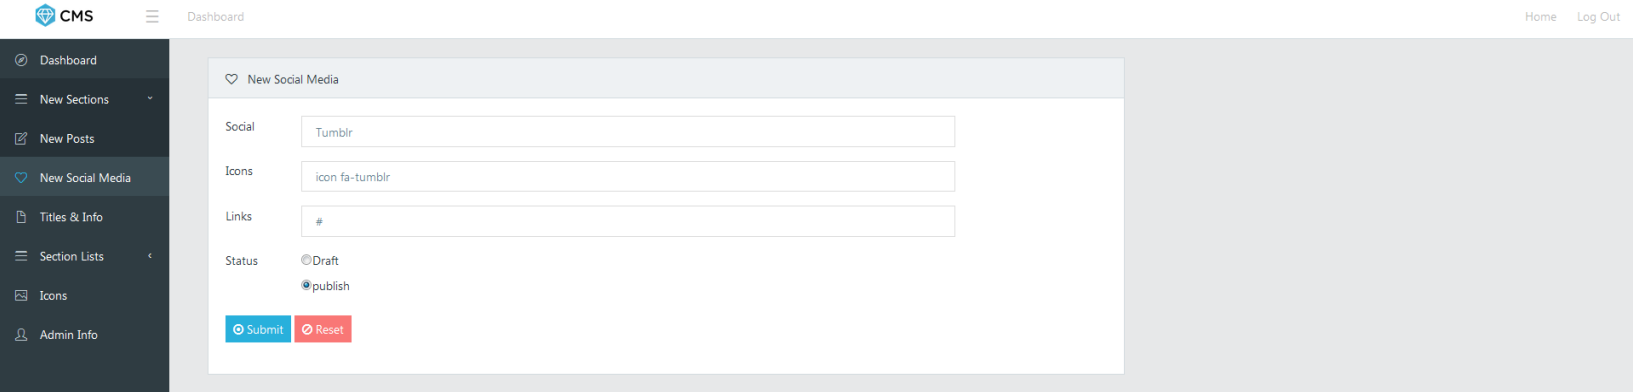 CMS
Dashboard
Home
Log Out
Dashboard
New Sections
New Posts
New Social Media
Titles & Info
Section Lists
Icons
Admin Info
New Social Media
Social
Tumblr
Icons
icon fa-tumblr
Links
#
Status
Draft
publish
Submit
Reset